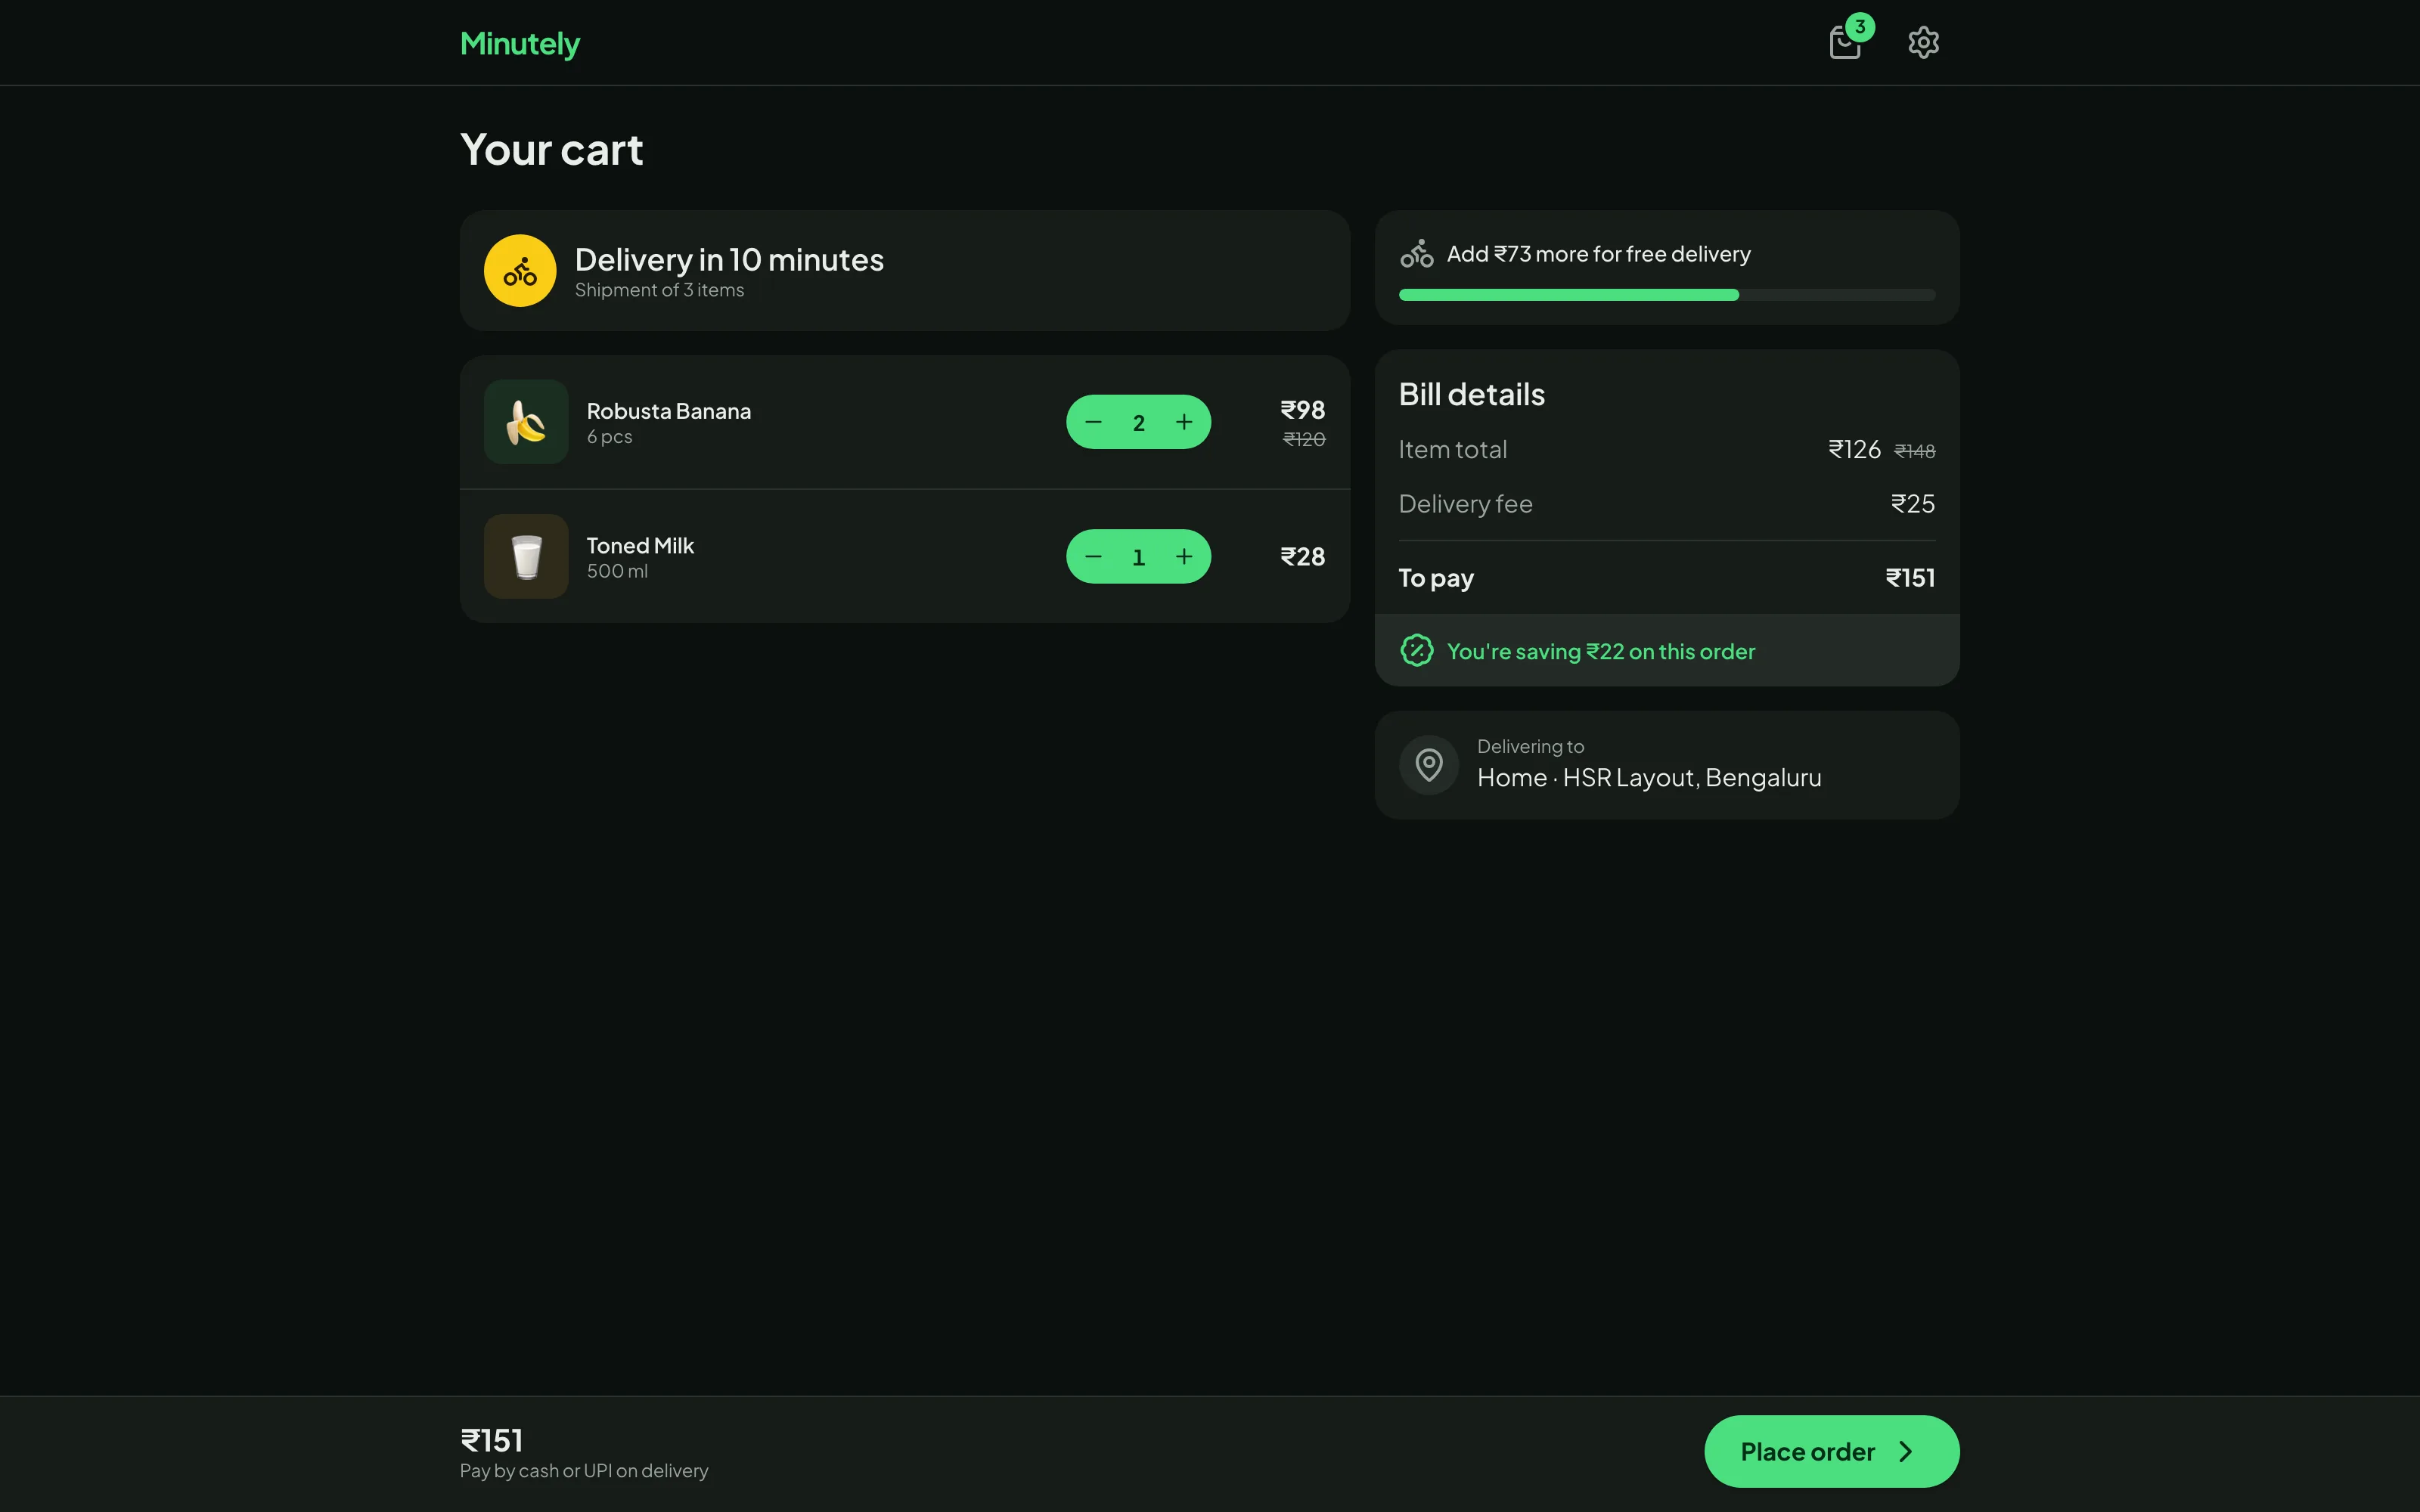 Minutely
3
Your cart
Delivery in 10 minutes
Shipment of 3 items
Robusta Banana
6 pcs
2
₹98
₹120
Toned Milk
500 ml
1
₹28
Add ₹73 more for free delivery
Bill details
Item total ₹126 ₹148
Delivery fee ₹25
To pay ₹151
You're saving ₹22 on this order
Delivering to
Home · HSR Layout, Bengaluru
₹151
Pay by cash or UPI on delivery
Place order